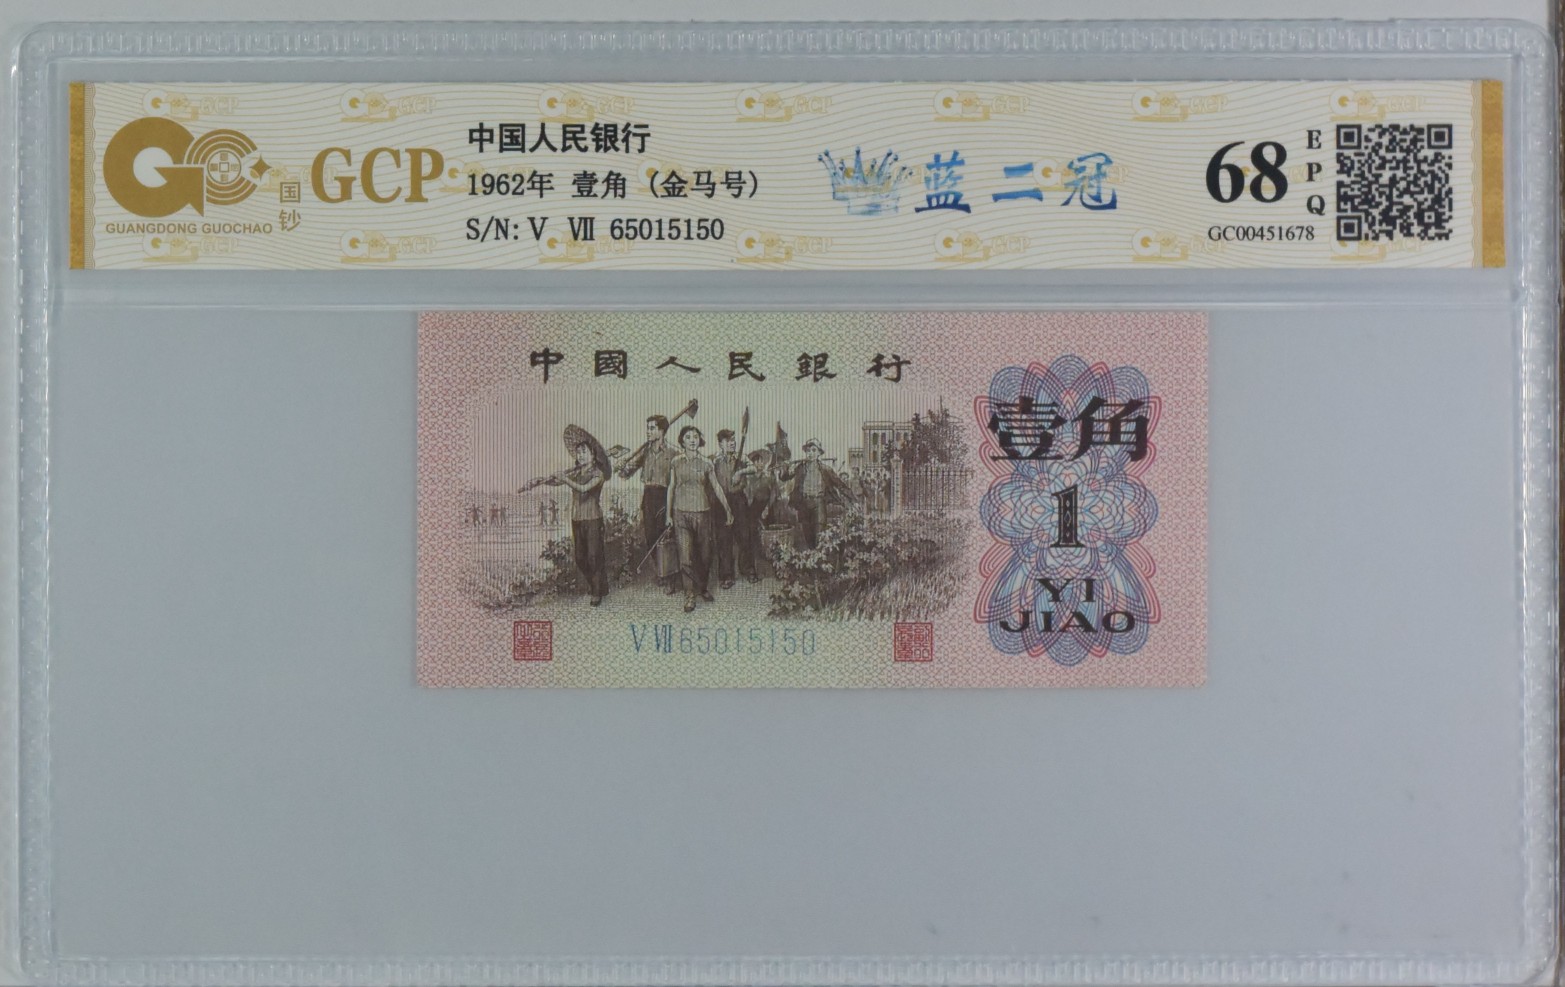 GUANGDONG GUOCHAO
国钞
GCP
中国人民银行
1962年 壹角 (金马号)
S/N: V Ⅶ 65015150
蓝二冠
68
EPQ
GC00451678
中國人民銀行
壹角
1
YI
JIAO
V Ⅶ 65015150